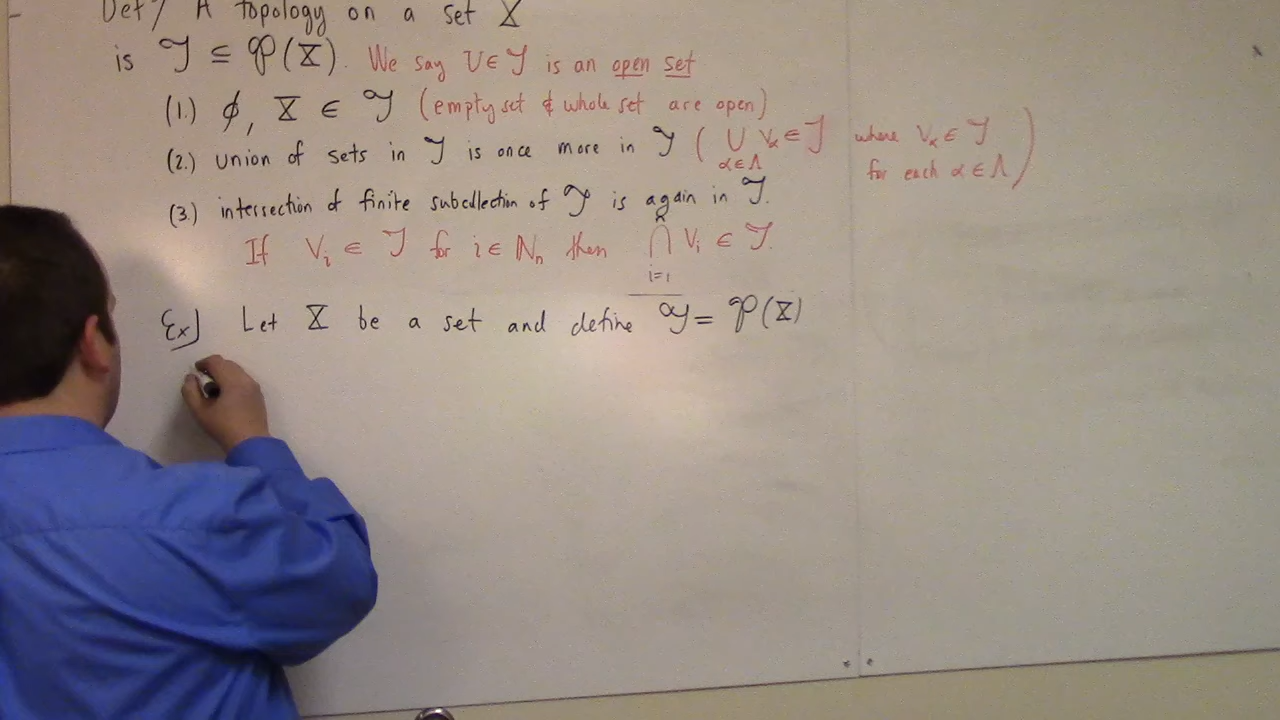 Def/ A topology on a set X
is 𝒯 ⊆ 𝒫(X). We say U ∈ 𝒯 is an open set
(1.) ϕ, X ∈ 𝒯 (empty set & whole set are open)
(2.) union of sets in 𝒯 is once more in 𝒯 ( ⋃ V_α ∈ 𝒯 where V_α ∈ 𝒯
α∈Λ for each α ∈ Λ )
(3.) intersection of finite subcollection of 𝒯 is again in 𝒯.
If V_i ∈ 𝒯 for i ∈ ℕ_n then ⋂_{i=1}^n V_i ∈ 𝒯.
Ex) Let X be a set and define 𝒯 = 𝒫(X)